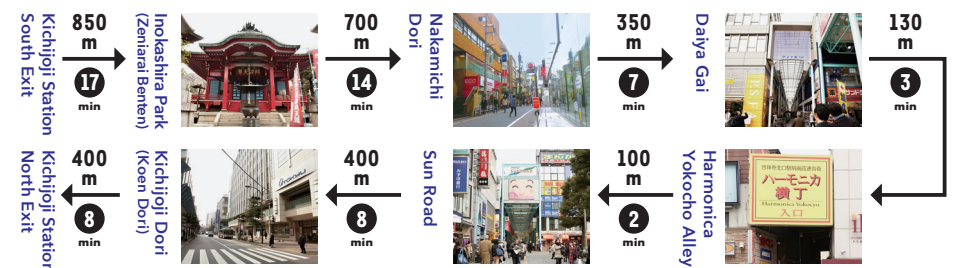 Kichijoji Station
South Exit
850
m
17
min
Inokashira Park
(Zeniarai Benten)
700
m
14
min
Nakamichi
Dori
350
m
7
min
Daiya Gai
130
m
3
min
Harmonica
Yokocho Alley
ハーモニカ
横丁
Harmonica Yokocho
入口
100
m
2
min
Sun Road
400
m
8
min
Kichijoji Dori
(Koen Dori)
400
m
8
min
Kichijoji Station
North Exit